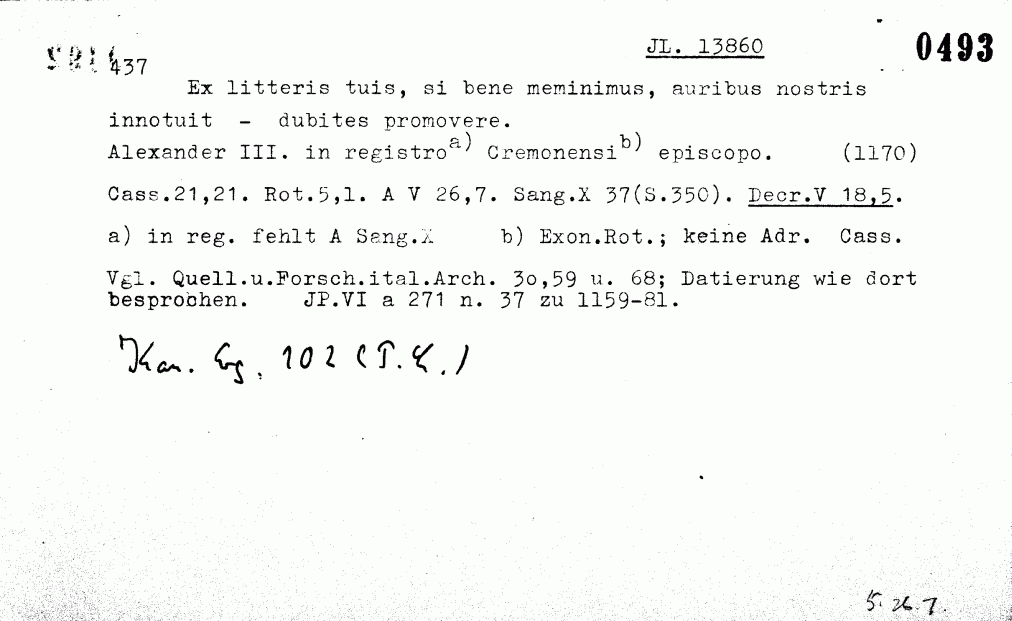 JL. 13860
0493
437
Ex litteris tuis, si bene meminimus, auribus nostris
innotuit - dubites promovere.
Alexander III. in registro a) Cremonensi b) episcopo. (1170)
Cass.21,21. Rot.5,1. A V 26,7. Sang.X 37(S.350). Decr.V 18,5.
a) in reg. fehlt A Sang.X b) Exon.Rot.; keine Adr. Cass.
Vgl. Quell.u.Forsch.ital.Arch. 3o,59 u. 68; Datierung wie dort
besprochen. JP.VI a 271 n. 37 zu 1159-81.
Kan. Erg. 102 (T.E.)
5. 26. 7.